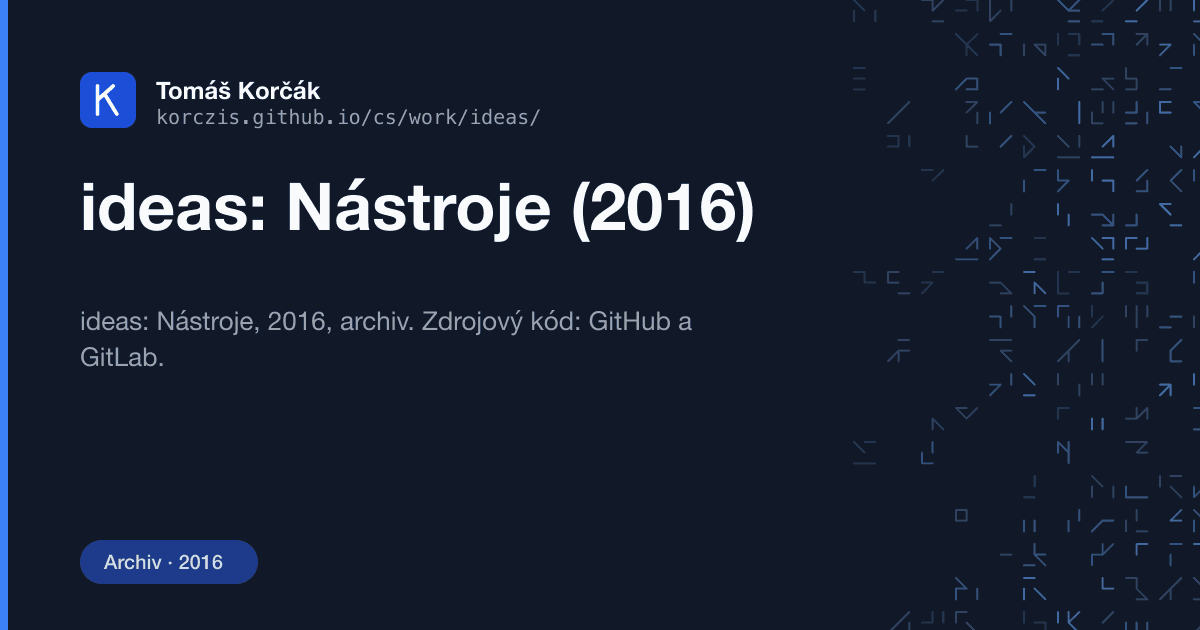 K
Tomáš Korčák
korczis.github.io/cs/work/ideas/
ideas: Nástroje (2016)
ideas: Nástroje, 2016, archiv. Zdrojový kód: GitHub a
GitLab.
Archiv · 2016